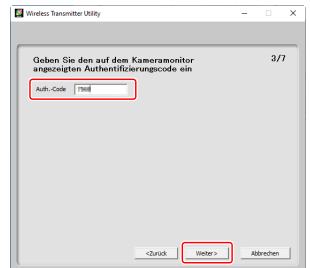 Wireless Transmitter Utility
Geben Sie den auf dem Kameramonitor 3/7
angezeigten Authentifizierungscode ein
Auth.-Code
<Zurück Weiter> Abbrechen